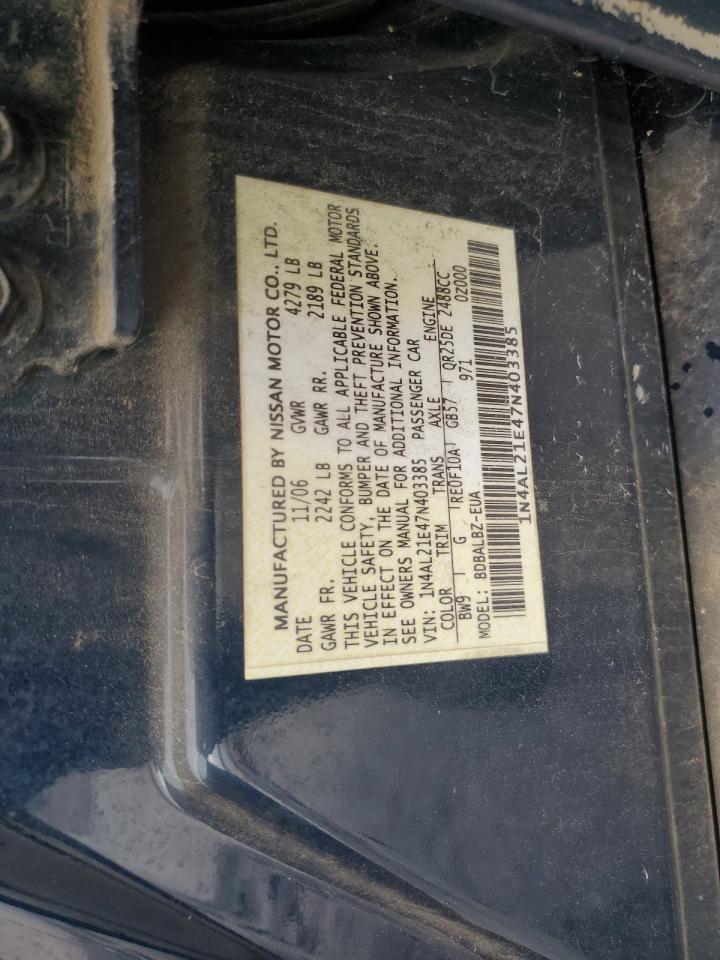 MANUFACTURED BY NISSAN MOTOR CO., LTD.
DATE 11/06 GVWR 4279 LB
GAWR FR. 2242 LB GAWR RR. 2189 LB
THIS VEHICLE CONFORMS TO ALL APPLICABLE FEDERAL MOTOR
VEHICLE SAFETY, BUMPER AND THEFT PREVENTION STANDARDS
IN EFFECT ON THE DATE OF MANUFACTURE SHOWN ABOVE.
SEE OWNERS MANUAL FOR ADDITIONAL INFORMATION.
VIN: 1N4AL21E47N403385 PASSENGER CAR
COLOR TRIM TRANS AXLE ENGINE
BW9 G RE0F10A GB57 QR25DE 2488CC
MODEL: BDBALBZ-EUA 971 0Z000
1N4AL21E47N403385